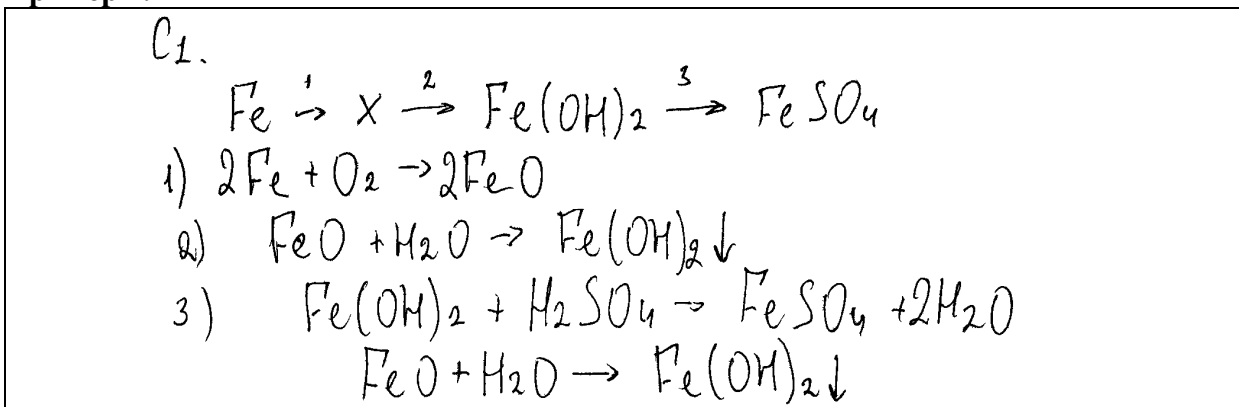 C1.
Fe →¹ X →² Fe(OH)₂ →³ FeSO₄
1) 2Fe + O₂ → 2FeO
2) FeO + H₂O → Fe(OH)₂↓
3) Fe(OH)₂ + H₂SO₄ → FeSO₄ + 2H₂O
FeO + H₂O → Fe(OH)₂↓